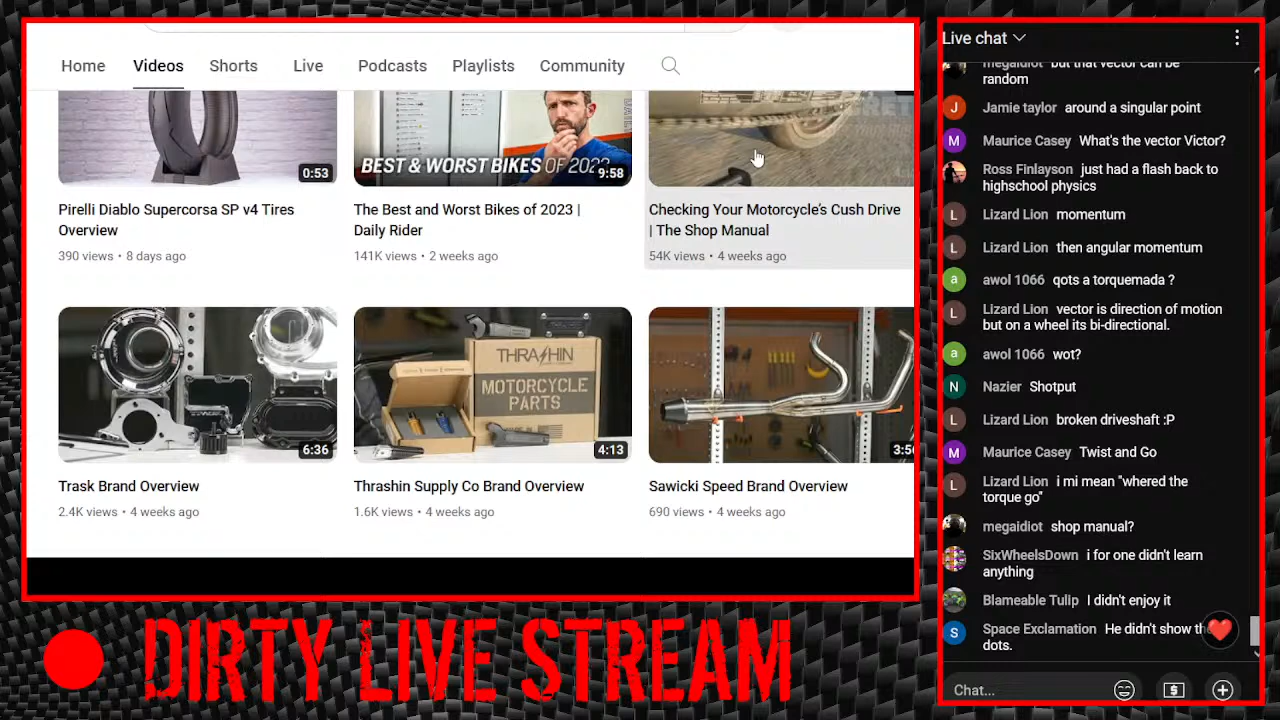 Home Videos Shorts Live Podcasts Playlists Community
BEST & WORST BIKES OF 2023
0:53
9:58
Pirelli Diablo Supercorsa SP v4 Tires
Overview
390 views • 8 days ago
The Best and Worst Bikes of 2023 |
Daily Rider
141K views • 2 weeks ago
Checking Your Motorcycle's Cush Drive
| The Shop Manual
54K views • 4 weeks ago
THRASHIN
MOTORCYCLE
PARTS
6:36
4:13
3:56
Trask Brand Overview
2.4K views • 4 weeks ago
Thrashin Supply Co Brand Overview
1.6K views • 4 weeks ago
Sawicki Speed Brand Overview
690 views • 4 weeks ago
DIRTY LIVE STREAM
Live chat
megaidiot but that vector can be
random
J Jamie taylor around a singular point
M Maurice Casey What's the vector Victor?
Ross Finlayson just had a flash back to
highschool physics
L Lizard Lion momentum
L Lizard Lion then angular momentum
a awol 1066 qots a torquemada ?
L Lizard Lion vector is direction of motion
but on a wheel its bi-directional.
a awol 1066 wot?
N Nazier Shotput
L Lizard Lion broken driveshaft :P
M Maurice Casey Twist and Go
L Lizard Lion i mi mean "whered the
torque go"
megaidiot shop manual?
SixWheelsDown i for one didn't learn
anything
Blameable Tulip I didn't enjoy it
S Space Exclamation He didn't show the
dots.
Chat...